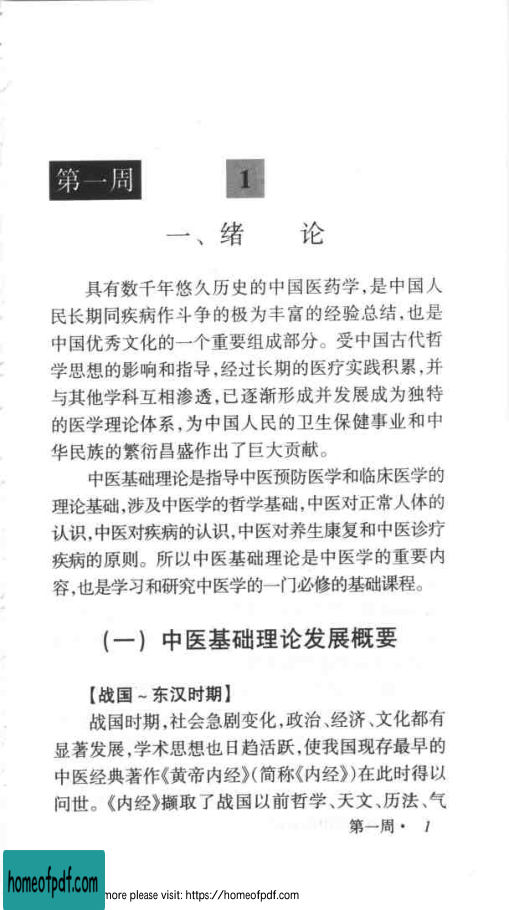 第一周
1
一、绪 论
具有数千年悠久历史的中国医药学,是中国人
民长期同疾病作斗争的极为丰富的经验总结,也是
中国优秀文化的一个重要组成部分。受中国古代哲
学思想的影响和指导,经过长期的医疗实践积累,并
与其他学科互相渗透,已逐渐形成并发展成为独特
的医学理论体系,为中国人民的卫生保健事业和中
华民族的繁衍昌盛作出了巨大贡献。
中医基础理论是指导中医预防医学和临床医学的
理论基础,涉及中医学的哲学基础,中医对正常人体的
认识,中医对疾病的认识,中医对养生康复和中医诊疗
疾病的原则。所以中医基础理论是中医学的重要内
容,也是学习和研究中医学的一门必修的基础课程。
(一) 中医基础理论发展概要
【战国~东汉时期】
战国时期,社会急剧变化,政治、经济、文化都有
显著发展,学术思想也日趋活跃,使我国现存最早的
中医经典著作《黄帝内经》(简称《内经》)在此时得以
问世。《内经》撷取了战国以前哲学、天文、历法、气
第一周· 1
homeofpdf.com
more please visit: https://homeofpdf.com